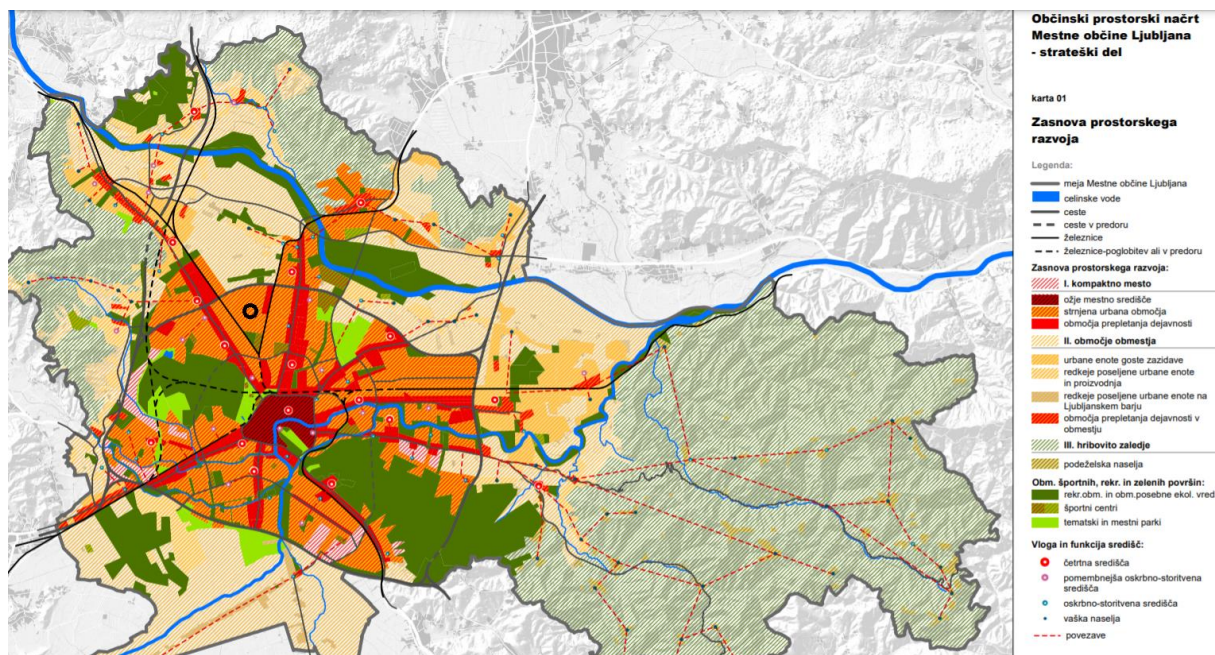 Občinski prostorski načrt
Mestne občine Ljubljana
- strateški del
karta 01
Zasnova prostorskega
razvoja
Legenda:
meja Mestne občine Ljubljana
celinske vode
ceste
ceste v predoru
železnice
železnice-poglobitev ali v predoru
Zasnova prostorskega razvoja:
I. kompaktno mesto
ožje mestno središče
strnjena urbana območja
območja prepletanja dejavnosti
II. območje obmestja
urbane enote goste zazidave
redkeje poseljene urbane enote
in proizvodnja
redkeje poseljene urbane enote na
Ljubljanskem barju
območja prepletanja dejavnosti v
obmestju
III. hribovito zaledje
podeželska naselja
Obm. športnih, rekr. in zelenih površin:
rekr.obm. in obm.posebne ekol. vred
športni centri
tematski in mestni parki
Vloga in funkcija središč:
četrtna središča
pomembnejša oskrbno-storitvena
središča
oskrbno-storitvena središča
vaška naselja
povezave